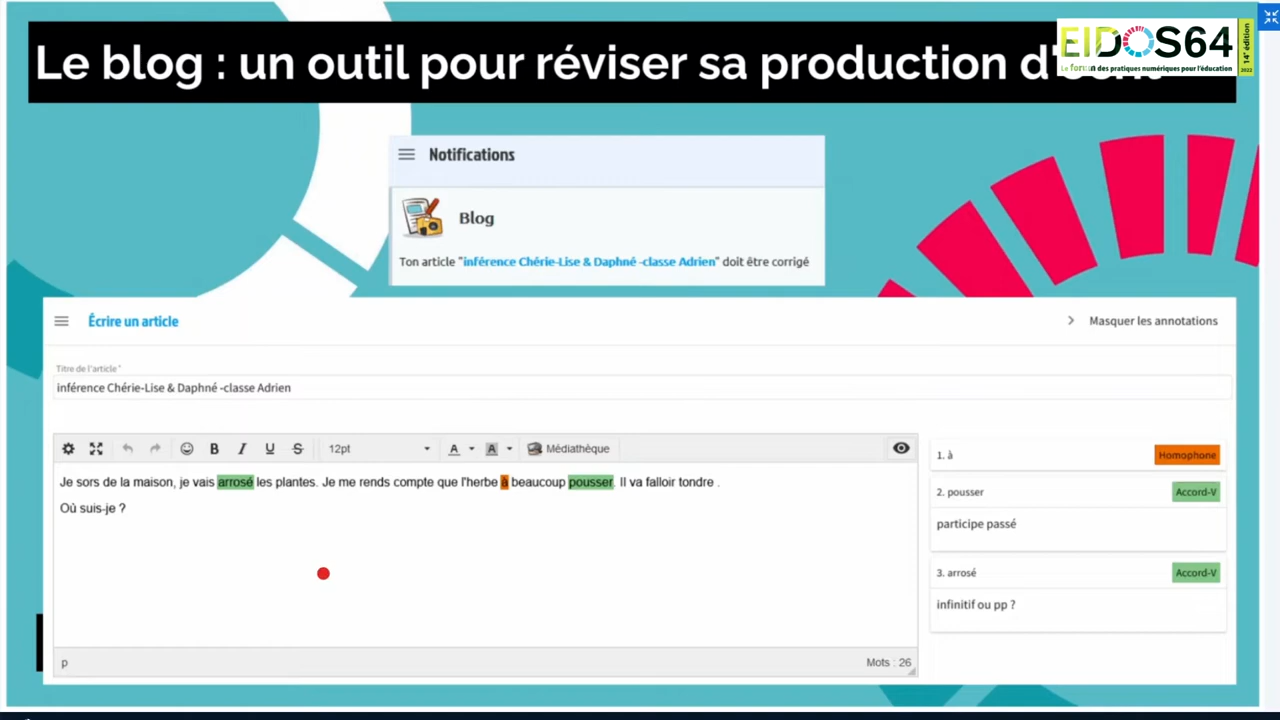 Le blog : un outil pour réviser sa production d'écrit
EIDOS64
Le forum des pratiques numériques pour l'éducation
14e édition
2022
Notifications
Blog
Ton article "inférence Chérie-Lise & Daphné -classe Adrien" doit être corrigé
Écrire un article
Masquer les annotations
Titre de l'article *
inférence Chérie-Lise & Daphné -classe Adrien
12pt
Médiathèque
Je sors de la maison, je vais arrosé les plantes. Je me rends compte que l'herbe à beaucoup pousser. Il va falloir tondre .
Où suis-je ?
1. à Homophone
2. pousser Accord-V
participe passé
3. arrosé Accord-V
infinitif ou pp ?
p
Mots : 26